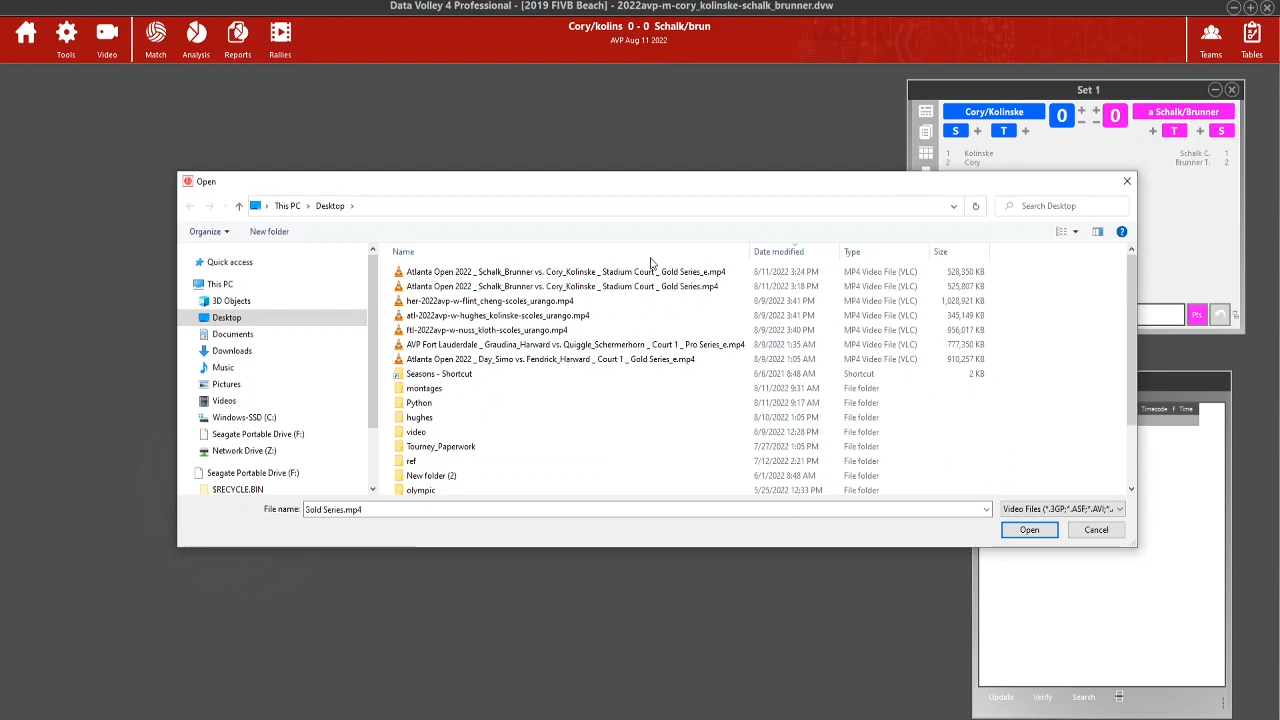 Data Volley 4 Professional - [2019 FIVB Beach] - 2022avp-m-cory_kolinske-schalk_brunner.dvw
Cory/kolins 0 - 0 Schalk/brun
AVP Aug 11 2022
Tools Video Match Analysis Reports Rallies Teams Tables
Set 1
Cory/Kolinske 0 + + 0 a Schalk/Brunner
S + T + + T + S
1 Kolinske Schalk C. 1
2 Cory Brunner T. 2
Open
This PC > Desktop >
Search Desktop
Organize New folder
Name Date modified Type Size
Atlanta Open 2022 _ Schalk_Brunner vs. Cory_Kolinske _ Stadium Court _ Gold Series_e.mp4 8/11/2022 3:24 PM MP4 Video File (VLC) 528,350 KB
Atlanta Open 2022 _ Schalk_Brunner vs. Cory_Kolinske _ Stadium Court _ Gold Series.mp4 8/11/2022 3:18 PM MP4 Video File (VLC) 525,807 KB
her-2022avp-w-flint_cheng-scoles_urango.mp4 8/9/2022 3:41 PM MP4 Video File (VLC) 1,028,921 KB
atl-2022avp-w-hughes_kolinske-scoles_urango.mp4 8/9/2022 3:41 PM MP4 Video File (VLC) 345,149 KB
ftl-2022avp-w-nuss_kloth-scoles_urango.mp4 8/9/2022 3:40 PM MP4 Video File (VLC) 956,017 KB
AVP Fort Lauderdale _ Graudina_Harward vs. Quiggle_Schermerhorn _ Court 1 _ Pro Series_e.mp4 8/9/2022 1:35 AM MP4 Video File (VLC) 777,350 KB
Atlanta Open 2022 _ Day_Simo vs. Fendrick_Harward _ Court 1 _ Gold Series_e.mp4 8/9/2022 1:05 AM MP4 Video File (VLC) 910,257 KB
Seasons - Shortcut 6/6/2021 8:48 AM Shortcut 2 KB
montages 8/11/2022 9:31 AM File folder
Python 8/11/2022 9:17 AM File folder
hughes 8/10/2022 1:05 PM File folder
video 8/9/2022 12:28 PM File folder
Tourney_Paperwork 7/27/2022 1:05 PM File folder
ref 7/12/2022 2:21 PM File folder
New folder (2) 6/1/2022 8:48 AM File folder
olympic 5/25/2022 12:33 PM File folder
Quick access
This PC
3D Objects
Desktop
Documents
Downloads
Music
Pictures
Videos
Windows-SSD (C:)
Seagate Portable Drive (F:)
Network Drive (Z:)
Seagate Portable Drive (F:)
$RECYCLE.BIN
File name: Gold Series.mp4
Video Files (*.3GP;*.ASF;*.AVI;*.
Open Cancel
Pts
Timecode F Time
Update Verify Search